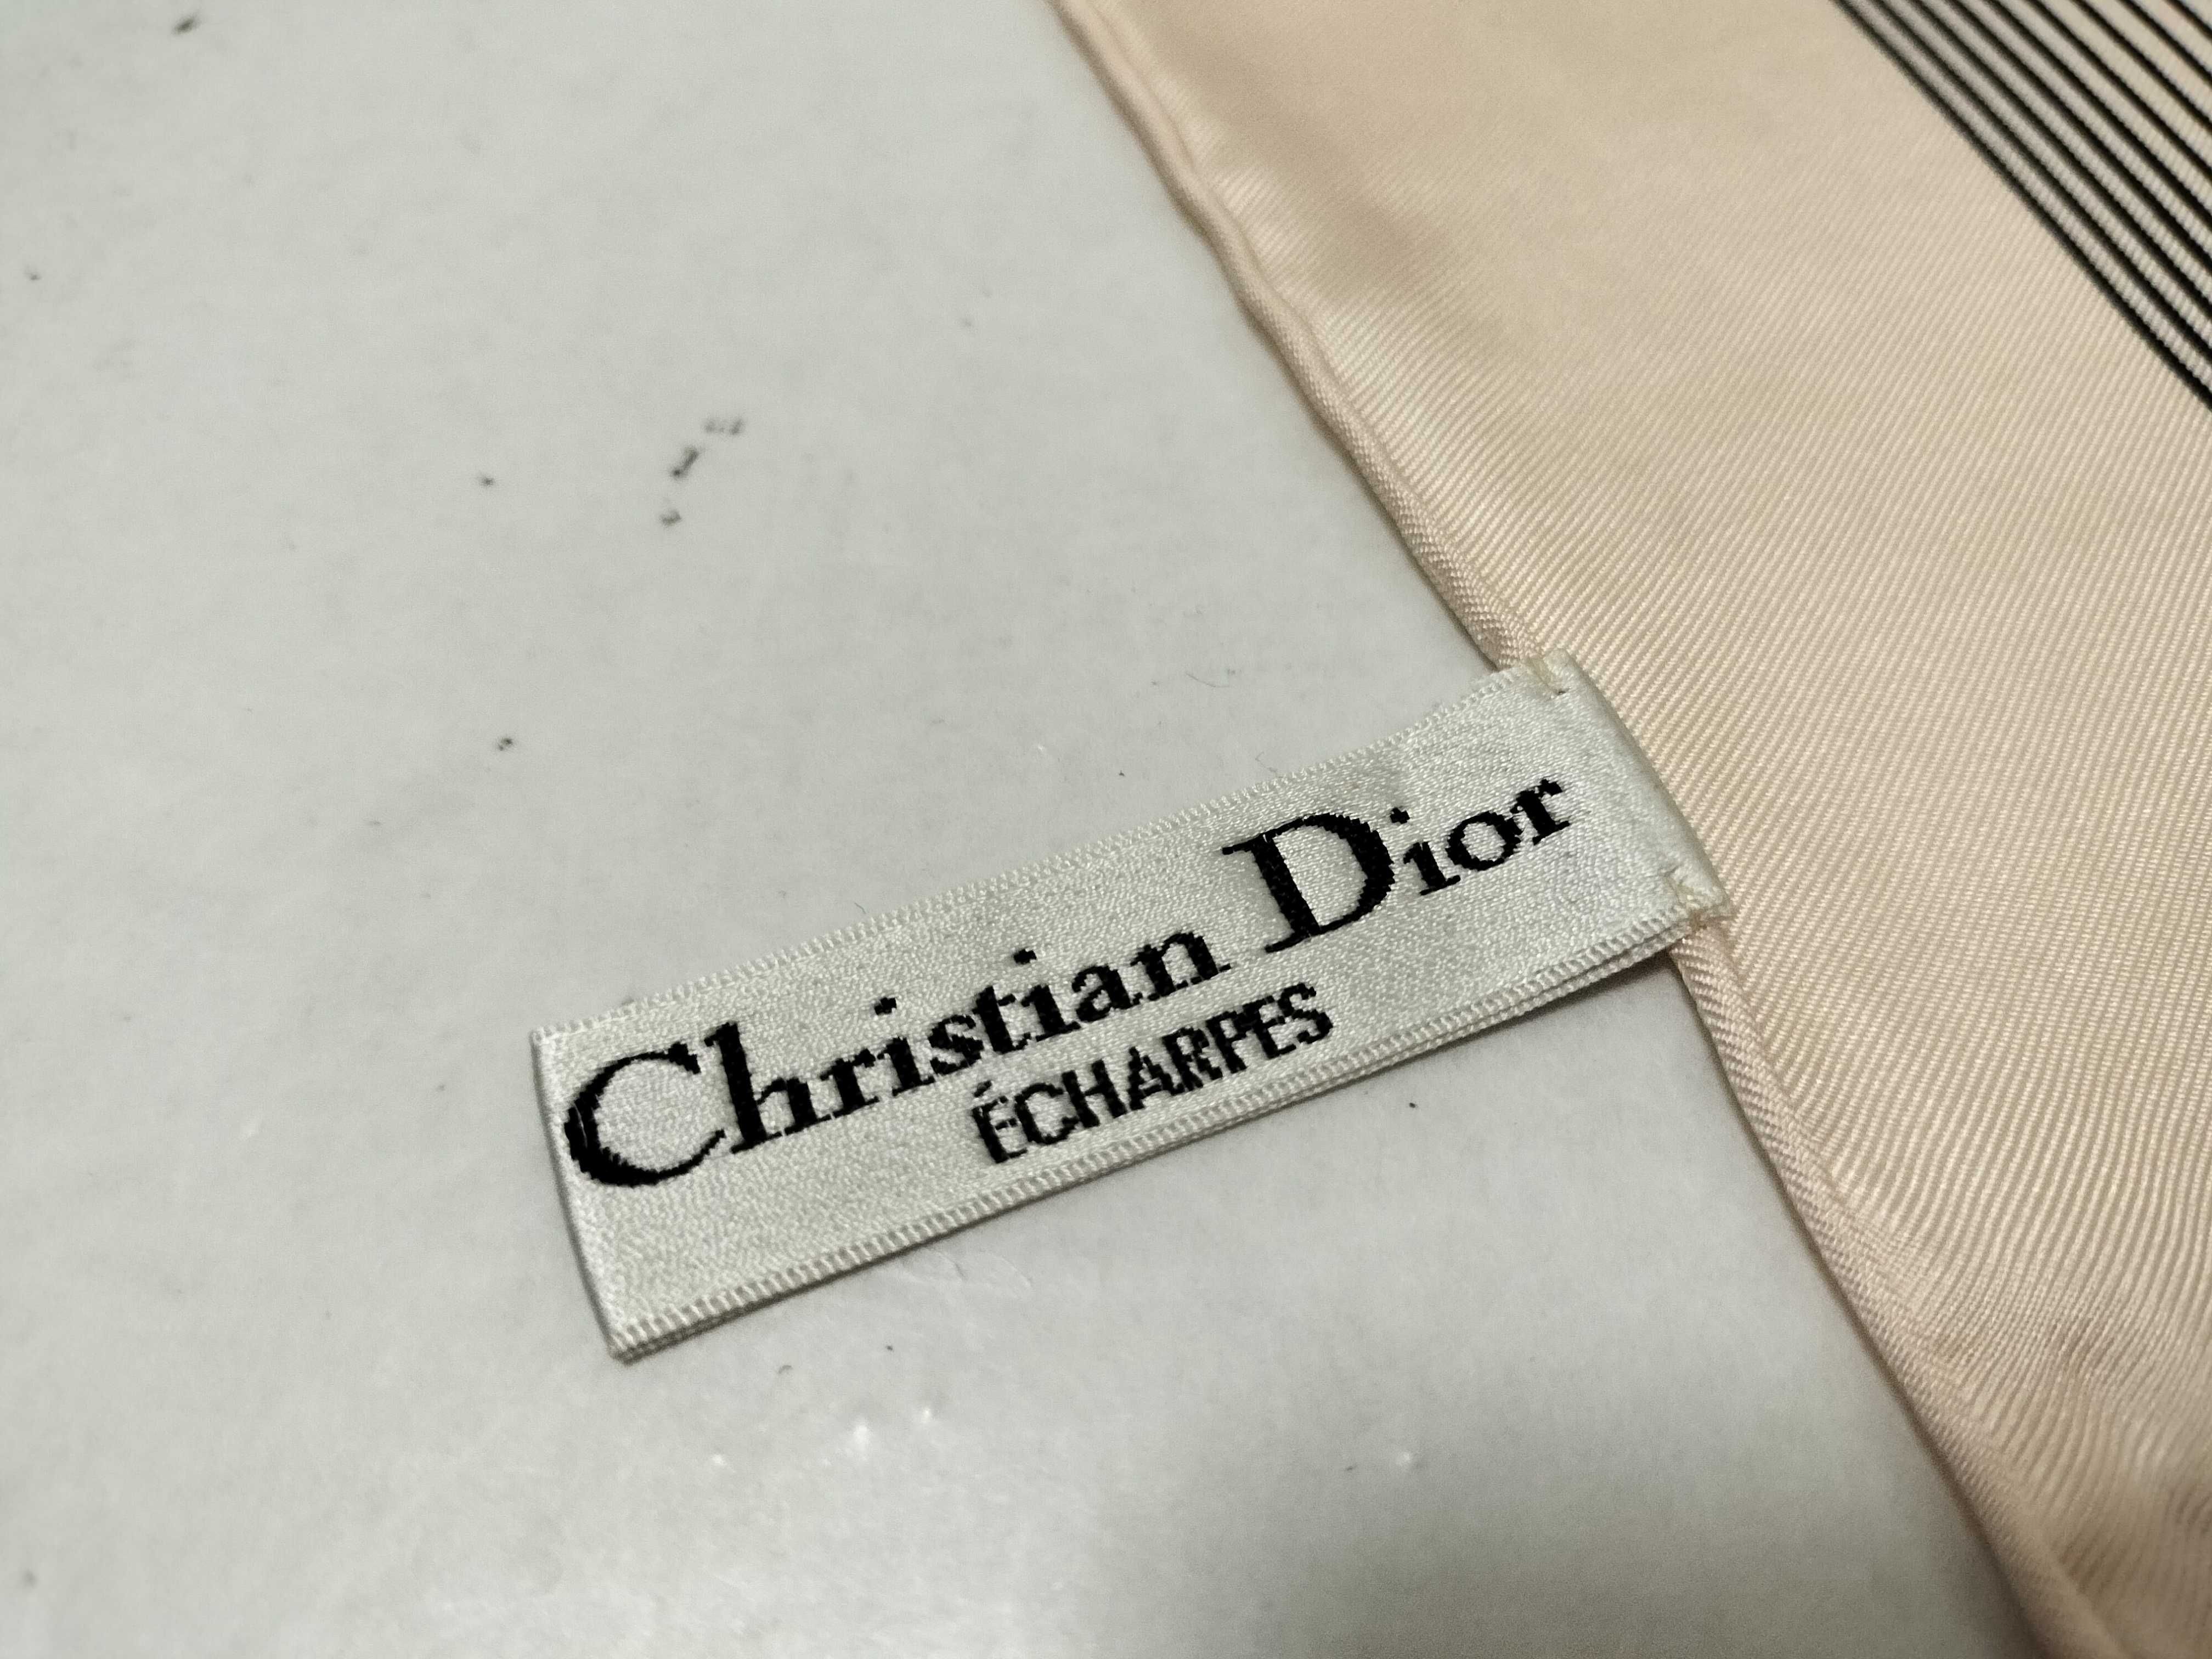 Christian Dior
ÉCHARPES